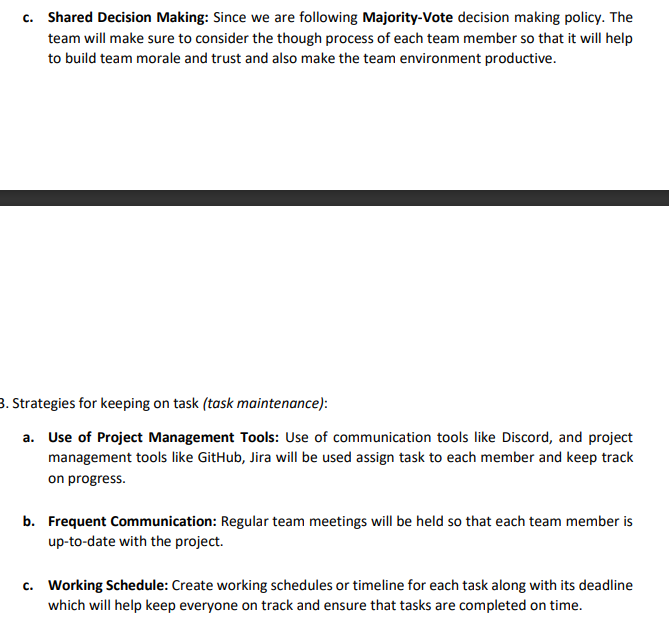 c. Shared Decision Making: Since we are following Majority-Vote decision making policy. The
team will make sure to consider the though process of each team member so that it will help
to build team morale and trust and also make the team environment productive.
3. Strategies for keeping on task (task maintenance):
a. Use of Project Management Tools: Use of communication tools like Discord, and project
management tools like GitHub, Jira will be used assign task to each member and keep track
on progress.
b. Frequent Communication: Regular team meetings will be held so that each team member is
up-to-date with the project.
c. Working Schedule: Create working schedules or timeline for each task along with its deadline
which will help keep everyone on track and ensure that tasks are completed on time.